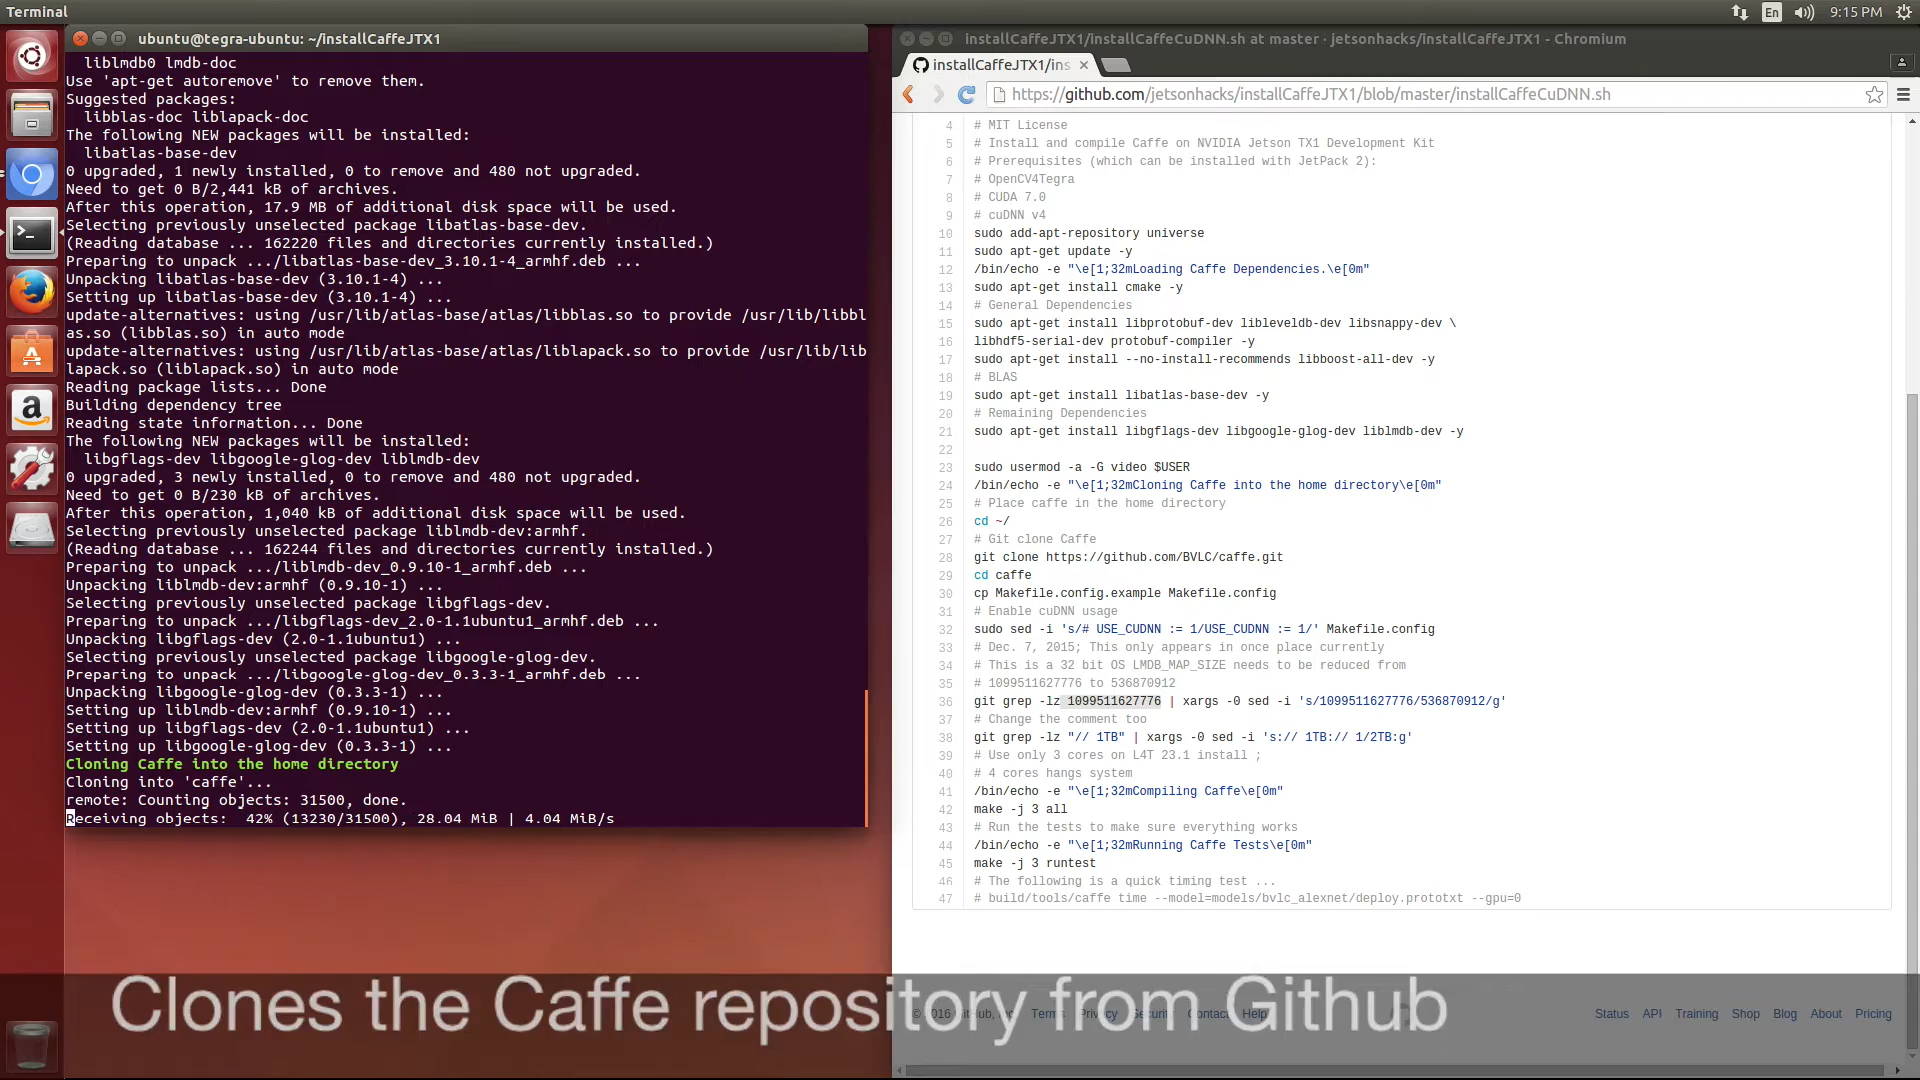 Terminal
En
9:15 PM
ubuntu@tegra-ubuntu: ~/installCaffeJTX1
liblmdb0 lmdb-doc
Use 'apt-get autoremove' to remove them.
Suggested packages:
libblas-doc liblapack-doc
The following NEW packages will be installed:
libatlas-base-dev
0 upgraded, 1 newly installed, 0 to remove and 480 not upgraded.
Need to get 0 B/2,441 kB of archives.
After this operation, 17.9 MB of additional disk space will be used.
Selecting previously unselected package libatlas-base-dev.
(Reading database ... 162220 files and directories currently installed.)
Preparing to unpack .../libatlas-base-dev_3.10.1-4_armhf.deb ...
Unpacking libatlas-base-dev (3.10.1-4) ...
Setting up libatlas-base-dev (3.10.1-4) ...
update-alternatives: using /usr/lib/atlas-base/atlas/libblas.so to provide /usr/lib/libbl
as.so (libblas.so) in auto mode
update-alternatives: using /usr/lib/atlas-base/atlas/liblapack.so to provide /usr/lib/lib
lapack.so (liblapack.so) in auto mode
Reading package lists... Done
Building dependency tree
Reading state information... Done
The following NEW packages will be installed:
libgflags-dev libgoogle-glog-dev liblmdb-dev
0 upgraded, 3 newly installed, 0 to remove and 480 not upgraded.
Need to get 0 B/230 kB of archives.
After this operation, 1,040 kB of additional disk space will be used.
Selecting previously unselected package liblmdb-dev:armhf.
(Reading database ... 162244 files and directories currently installed.)
Preparing to unpack .../liblmdb-dev_0.9.10-1_armhf.deb ...
Unpacking liblmdb-dev:armhf (0.9.10-1) ...
Selecting previously unselected package libgflags-dev.
Preparing to unpack .../libgflags-dev_2.0-1.1ubuntu1_armhf.deb ...
Unpacking libgflags-dev (2.0-1.1ubuntu1) ...
Selecting previously unselected package libgoogle-glog-dev.
Preparing to unpack .../libgoogle-glog-dev_0.3.3-1_armhf.deb ...
Unpacking libgoogle-glog-dev (0.3.3-1) ...
Setting up liblmdb-dev:armhf (0.9.10-1) ...
Setting up libgflags-dev (2.0-1.1ubuntu1) ...
Setting up libgoogle-glog-dev (0.3.3-1) ...
Cloning Caffe into the home directory
Cloning into 'caffe'...
remote: Counting objects: 31500, done.
Receiving objects:  42% (13230/31500), 28.04 MiB | 4.04 MiB/s
installCaffeJTX1/installCaffeCuDNN.sh at master · jetsonhacks/installCaffeJTX1 - Chromium
installCaffeJTX1/ins
https://github.com/jetsonhacks/installCaffeJTX1/blob/master/installCaffeCuDNN.sh
4 # MIT License
5 # Install and compile Caffe on NVIDIA Jetson TX1 Development Kit
6 # Prerequisites (which can be installed with JetPack 2):
7 # OpenCV4Tegra
8 # CUDA 7.0
9 # cuDNN v4
10 sudo add-apt-repository universe
11 sudo apt-get update -y
12 /bin/echo -e "\e[1;32mLoading Caffe Dependencies.\e[0m"
13 sudo apt-get install cmake -y
14 # General Dependencies
15 sudo apt-get install libprotobuf-dev libleveldb-dev libsnappy-dev \
16 libhdf5-serial-dev protobuf-compiler -y
17 sudo apt-get install --no-install-recommends libboost-all-dev -y
18 # BLAS
19 sudo apt-get install libatlas-base-dev -y
20 # Remaining Dependencies
21 sudo apt-get install libgflags-dev libgoogle-glog-dev liblmdb-dev -y
22
23 sudo usermod -a -G video $USER
24 /bin/echo -e "\e[1;32mCloning Caffe into the home directory\e[0m"
25 # Place caffe in the home directory
26 cd ~/
27 # Git clone Caffe
28 git clone https://github.com/BVLC/caffe.git
29 cd caffe
30 cp Makefile.config.example Makefile.config
31 # Enable cuDNN usage
32 sudo sed -i 's/# USE_CUDNN := 1/USE_CUDNN := 1/' Makefile.config
33 # Dec. 7, 2015; This only appears in once place currently
34 # This is a 32 bit OS LMDB_MAP_SIZE needs to be reduced from
35 # 1099511627776 to 536870912
36 git grep -lz 1099511627776 | xargs -0 sed -i 's/1099511627776/536870912/g'
37 # Change the comment too
38 git grep -lz "// 1TB" | xargs -0 sed -i 's:// 1TB:// 1/2TB:g'
39 # Use only 3 cores on L4T 23.1 install ;
40 # 4 cores hangs system
41 /bin/echo -e "\e[1;32mCompiling Caffe\e[0m"
42 make -j 3 all
43 # Run the tests to make sure everything works
44 /bin/echo -e "\e[1;32mRunning Caffe Tests\e[0m"
45 make -j 3 runtest
46 # The following is a quick timing test ...
47 # build/tools/caffe time --model=models/bvlc_alexnet/deploy.prototxt --gpu=0
Clones the Caffe repository from Github
© 2016 GitHub, Inc. Terms Privacy Security Contact Help
Status API Training Shop Blog About Pricing